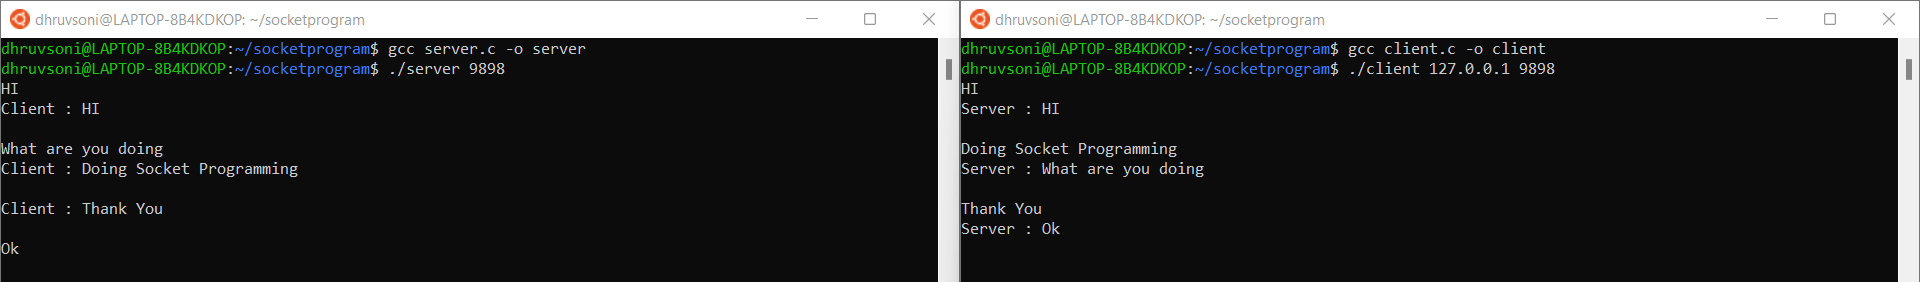 dhruvsoni@LAPTOP-8B4KDKOP: ~/socketprogram
dhruvsoni@LAPTOP-8B4KDKOP:~/socketprogram$ gcc server.c -o server
dhruvsoni@LAPTOP-8B4KDKOP:~/socketprogram$ ./server 9898
HI
Client : HI
What are you doing
Client : Doing Socket Programming
Client : Thank You
Ok
dhruvsoni@LAPTOP-8B4KDKOP: ~/socketprogram
dhruvsoni@LAPTOP-8B4KDKOP:~/socketprogram$ gcc client.c -o client
dhruvsoni@LAPTOP-8B4KDKOP:~/socketprogram$ ./client 127.0.0.1 9898
HI
Server : HI
Doing Socket Programming
Server : What are you doing
Thank You
Server : Ok